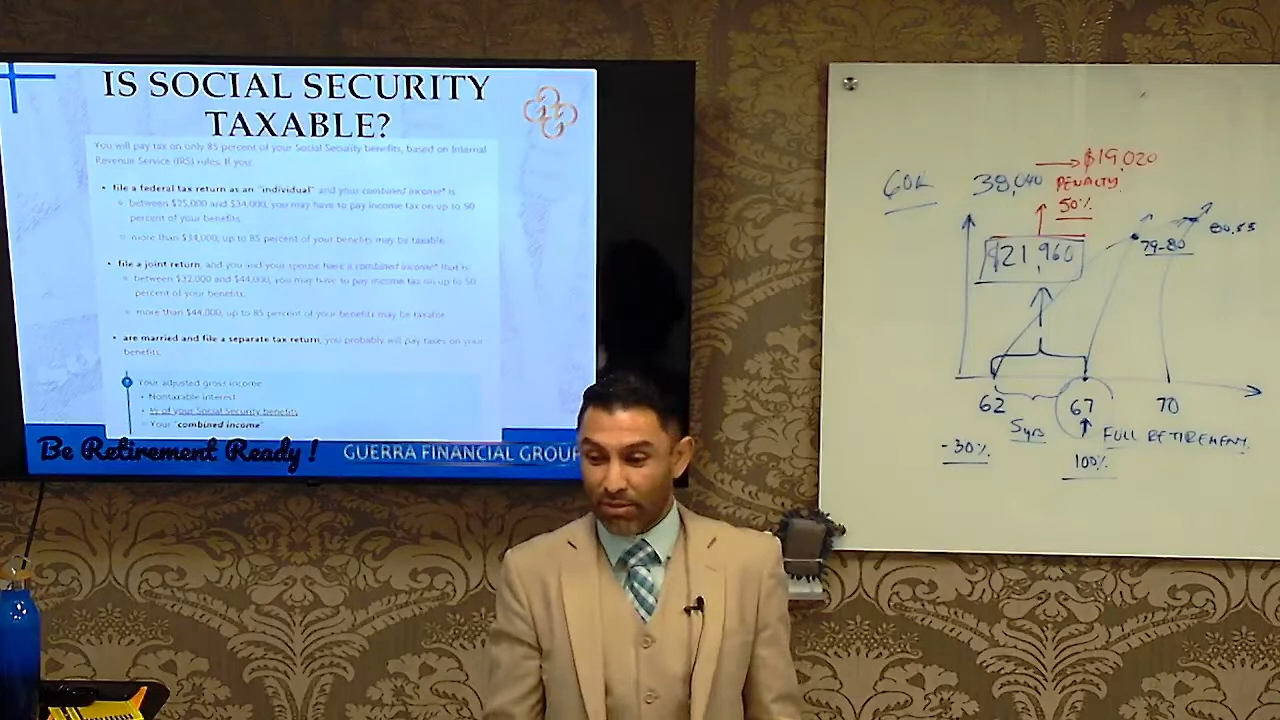 IS SOCIAL SECURITY
TAXABLE?
You will pay tax on only 85 percent of your Social Security benefits, based on Internal
Revenue Service (IRS) rules. If you:
• file a federal tax return as an "individual" and your combined income* is
between $25,000 and $34,000, you may have to pay income tax on up to 50
percent of your benefits.
more than $34,000, up to 85 percent of your benefits may be taxable.
• file a joint return, and you and your spouse have a combined income* that is
between $32,000 and $44,000, you may have to pay income tax on up to 50
percent of your benefits.
more than $44,000, up to 85 percent of your benefits may be taxable.
• are married and file a separate tax return, you probably will pay taxes on your
benefits.
Your adjusted gross income
+ Nontaxable interest
+ ½ of your Social Security benefits
= Your "combined income"
Be Retirement Ready !
GUERRA FINANCIAL GROUP
→ $19,020
60K 38,040 PENALTY
50%
$21,960
79-80
62 67 70
5yrs
FULL RETIREMENT
-30%
100%